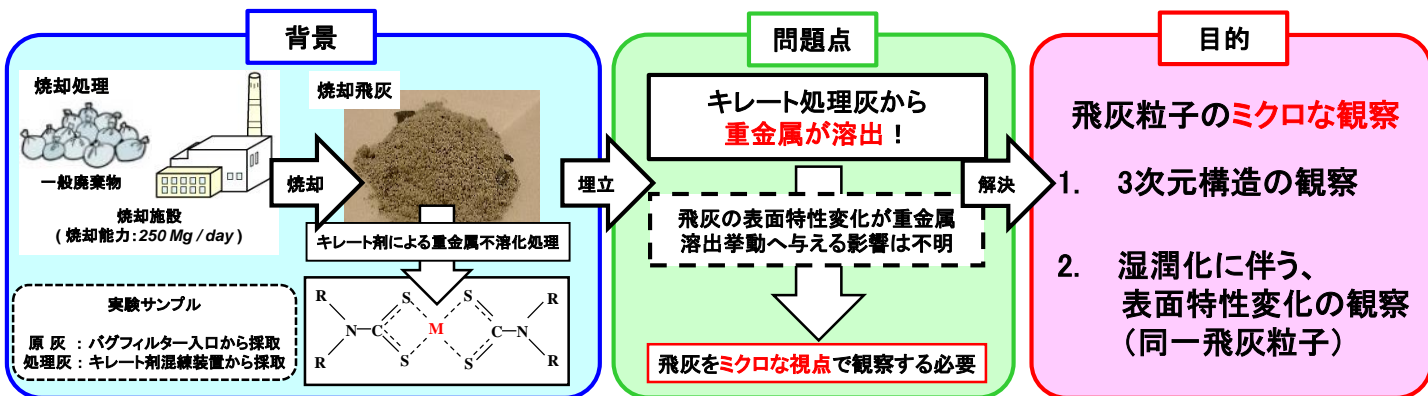 背景
焼却処理
一般廃棄物
焼却施設
( 焼却能力：250 Mg / day )
焼却
焼却飛灰
キレート剤による重金属不溶化処理
R
R
N
C
S
S
M
S
S
C
N
R
R
実験サンプル
原 灰 ：バグフィルター入口から採取
処理灰：キレート剤混練装置から採取
埋立
問題点
キレート処理灰から
重金属が溶出！
飛灰の表面特性変化が重金属
溶出挙動へ与える影響は不明
飛灰をミクロな視点で観察する必要
解決
目的
飛灰粒子のミクロな観察
1. 3次元構造の観察
2. 湿潤化に伴う、
表面特性変化の観察
（同一飛灰粒子）